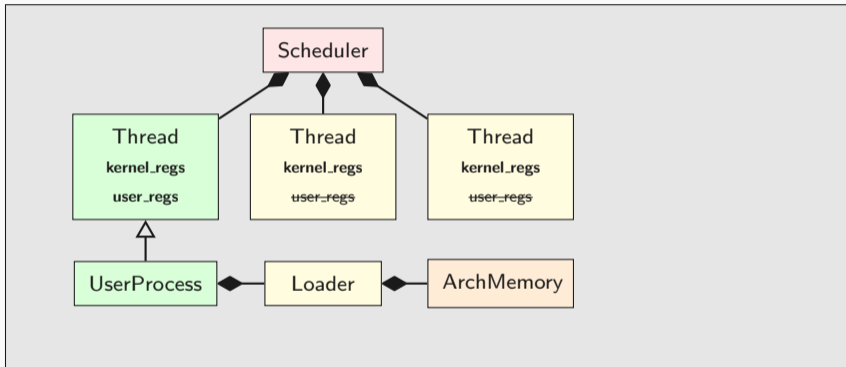 Scheduler
Thread
kernel_regs
user_regs
Thread
kernel_regs
user_regs
Thread
kernel_regs
user_regs
UserProcess
Loader
ArchMemory